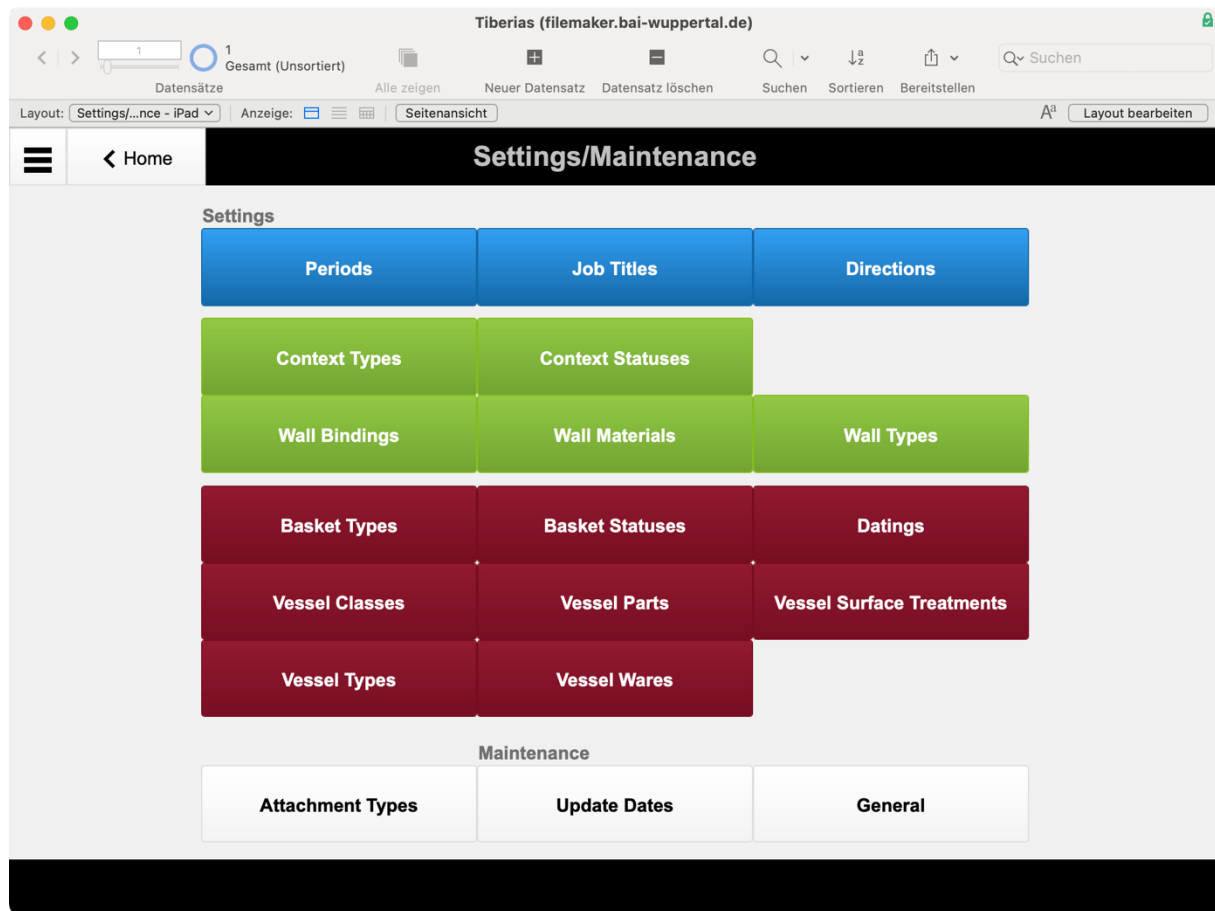 Tiberias (filemaker.bai-wuppertal.de)
1
1
Gesamt (Unsortiert)
Datensätze
Alle zeigen
Neuer Datensatz
Datensatz löschen
Suchen
Sortieren
Bereitstellen
Suchen
Layout: Settings/...nce - iPad
Anzeige:
Seitenansicht
Aa
Layout bearbeiten
Home
Settings/Maintenance
Settings
Periods
Job Titles
Directions
Context Types
Context Statuses
Wall Bindings
Wall Materials
Wall Types
Basket Types
Basket Statuses
Datings
Vessel Classes
Vessel Parts
Vessel Surface Treatments
Vessel Types
Vessel Wares
Maintenance
Attachment Types
Update Dates
General